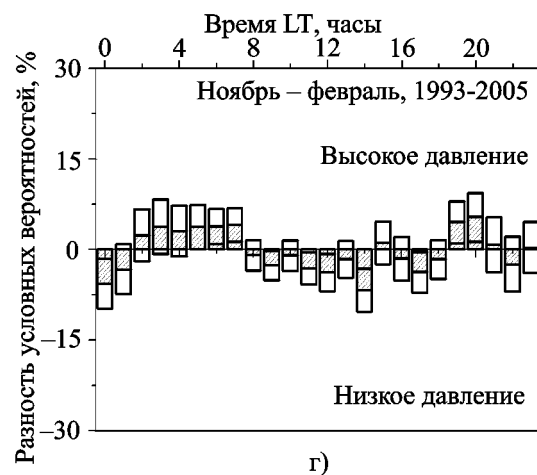 Время LT, часы
0 4 8 12 16 20
30
15
0
–15
–30
Разность условных вероятностей, %
Ноябрь – февраль, 1993-2005
Высокое давление
Низкое давление
г)